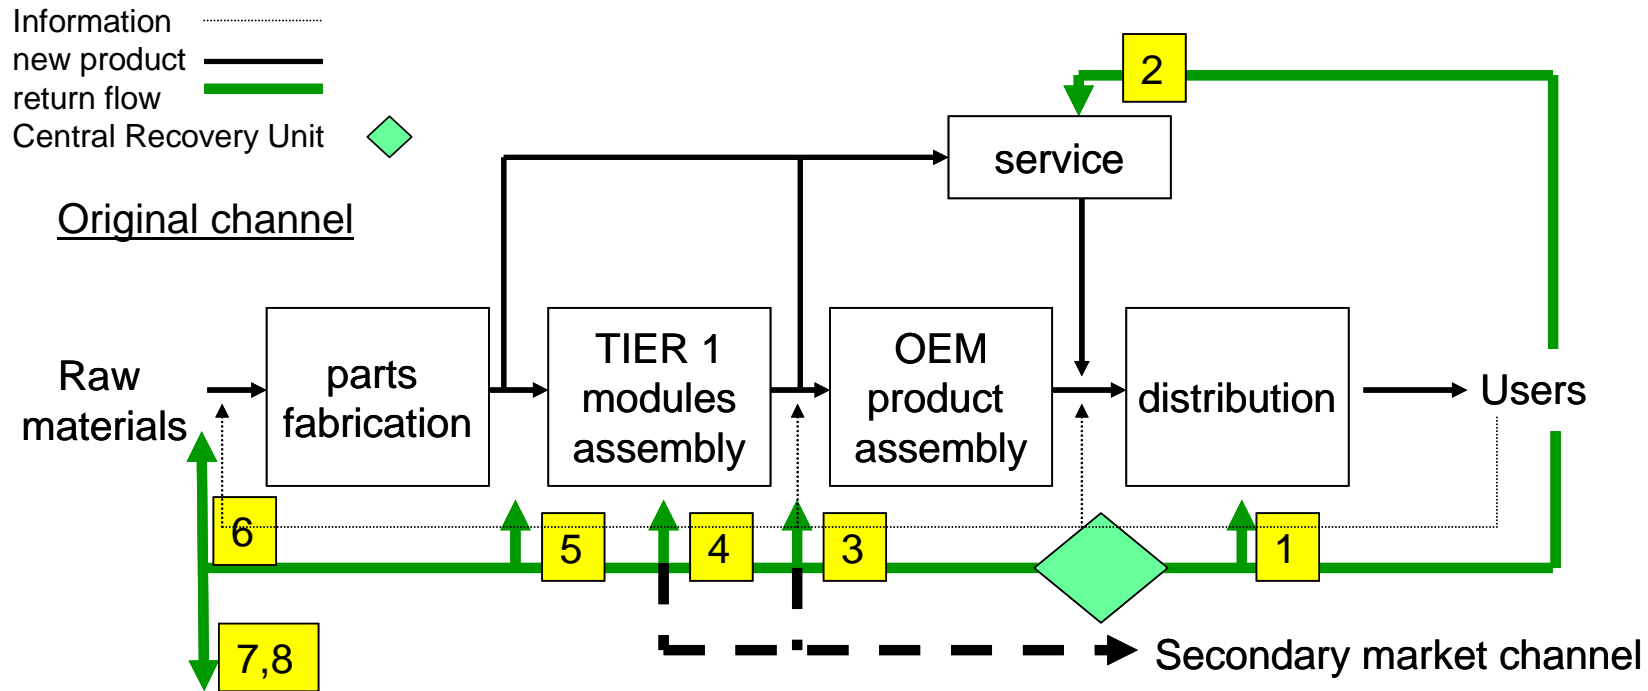 Information
new product
return flow
Central Recovery Unit
Original channel
2
service
Raw
materials
parts
fabrication
TIER 1
modules
assembly
OEM
product
assembly
distribution
Users
6
5
4
3
1
7,8
Secondary market channel